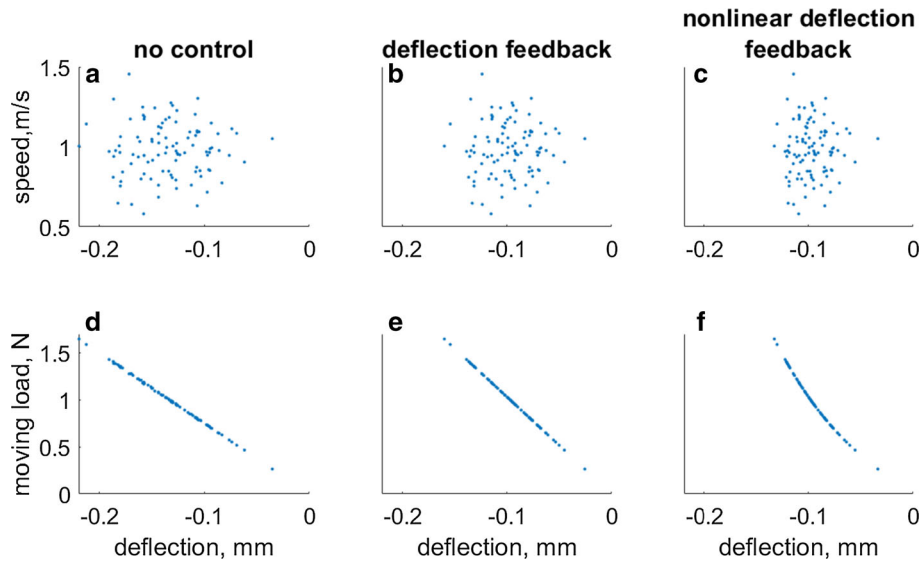 no control
deflection feedback
nonlinear deflection
feedback
a
b
c
speed,m/s
1.5
1
0.5
-0.2
-0.1
0
-0.2
-0.1
0
-0.2
-0.1
0
d
e
f
moving load, N
1.5
1
0.5
0
-0.2
-0.1
0
-0.2
-0.1
0
-0.2
-0.1
0
deflection, mm
deflection, mm
deflection, mm